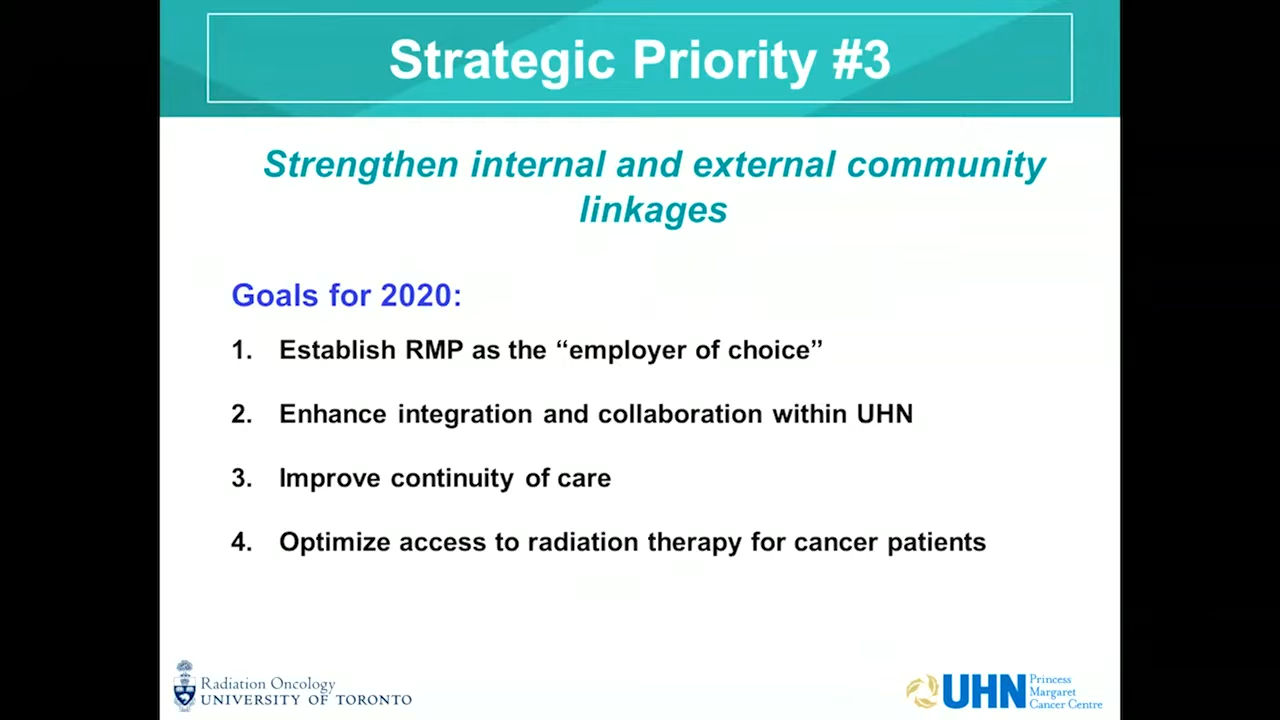 Strategic Priority #3
Strengthen internal and external community
linkages
Goals for 2020:
1. Establish RMP as the “employer of choice”
2. Enhance integration and collaboration within UHN
3. Improve continuity of care
4. Optimize access to radiation therapy for cancer patients
Radiation Oncology
UNIVERSITY OF TORONTO
UHN
Princess
Margaret
Cancer Centre